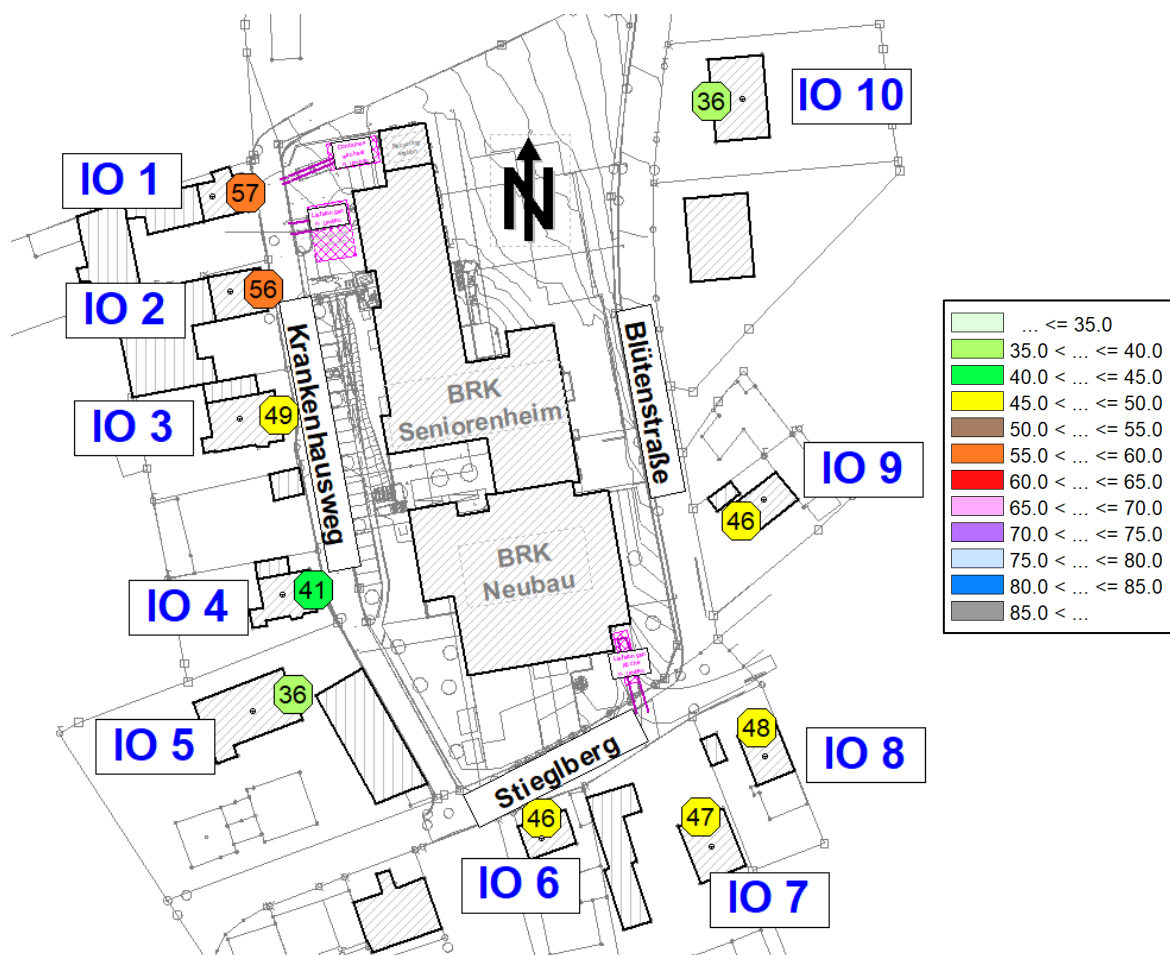 IO 10
36
IO 1
57
IO 2
56
IO 3
49
Krankenhausweg
BRK
Seniorenheim
Blütenstraße
IO 9
46
BRK
Neubau
IO 4
41
IO 5
36
Stieglberg
IO 8
48
IO 6
46
IO 7
47
N
... <= 35.0
35.0 < ... <= 40.0
40.0 < ... <= 45.0
45.0 < ... <= 50.0
50.0 < ... <= 55.0
55.0 < ... <= 60.0
60.0 < ... <= 65.0
65.0 < ... <= 70.0
70.0 < ... <= 75.0
75.0 < ... <= 80.0
80.0 < ... <= 85.0
85.0 < ...